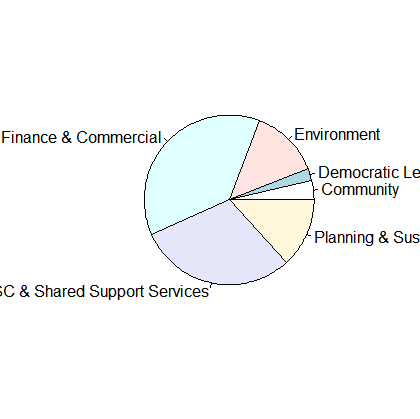 Finance & Commercial
Environment
Democratic Le
Community
Planning & Sus
SC & Shared Support Services